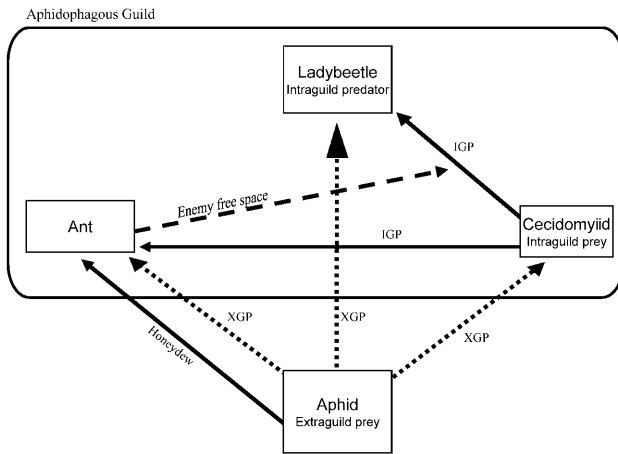 Aphidophagous Guild
Ladybeetle
Intraguild predator
IGP
Enemy free space
Ant
Cecidomyiid
Intraguild prey
IGP
XGP
XGP
XGP
Honeydew
Aphid
Extraguild prey